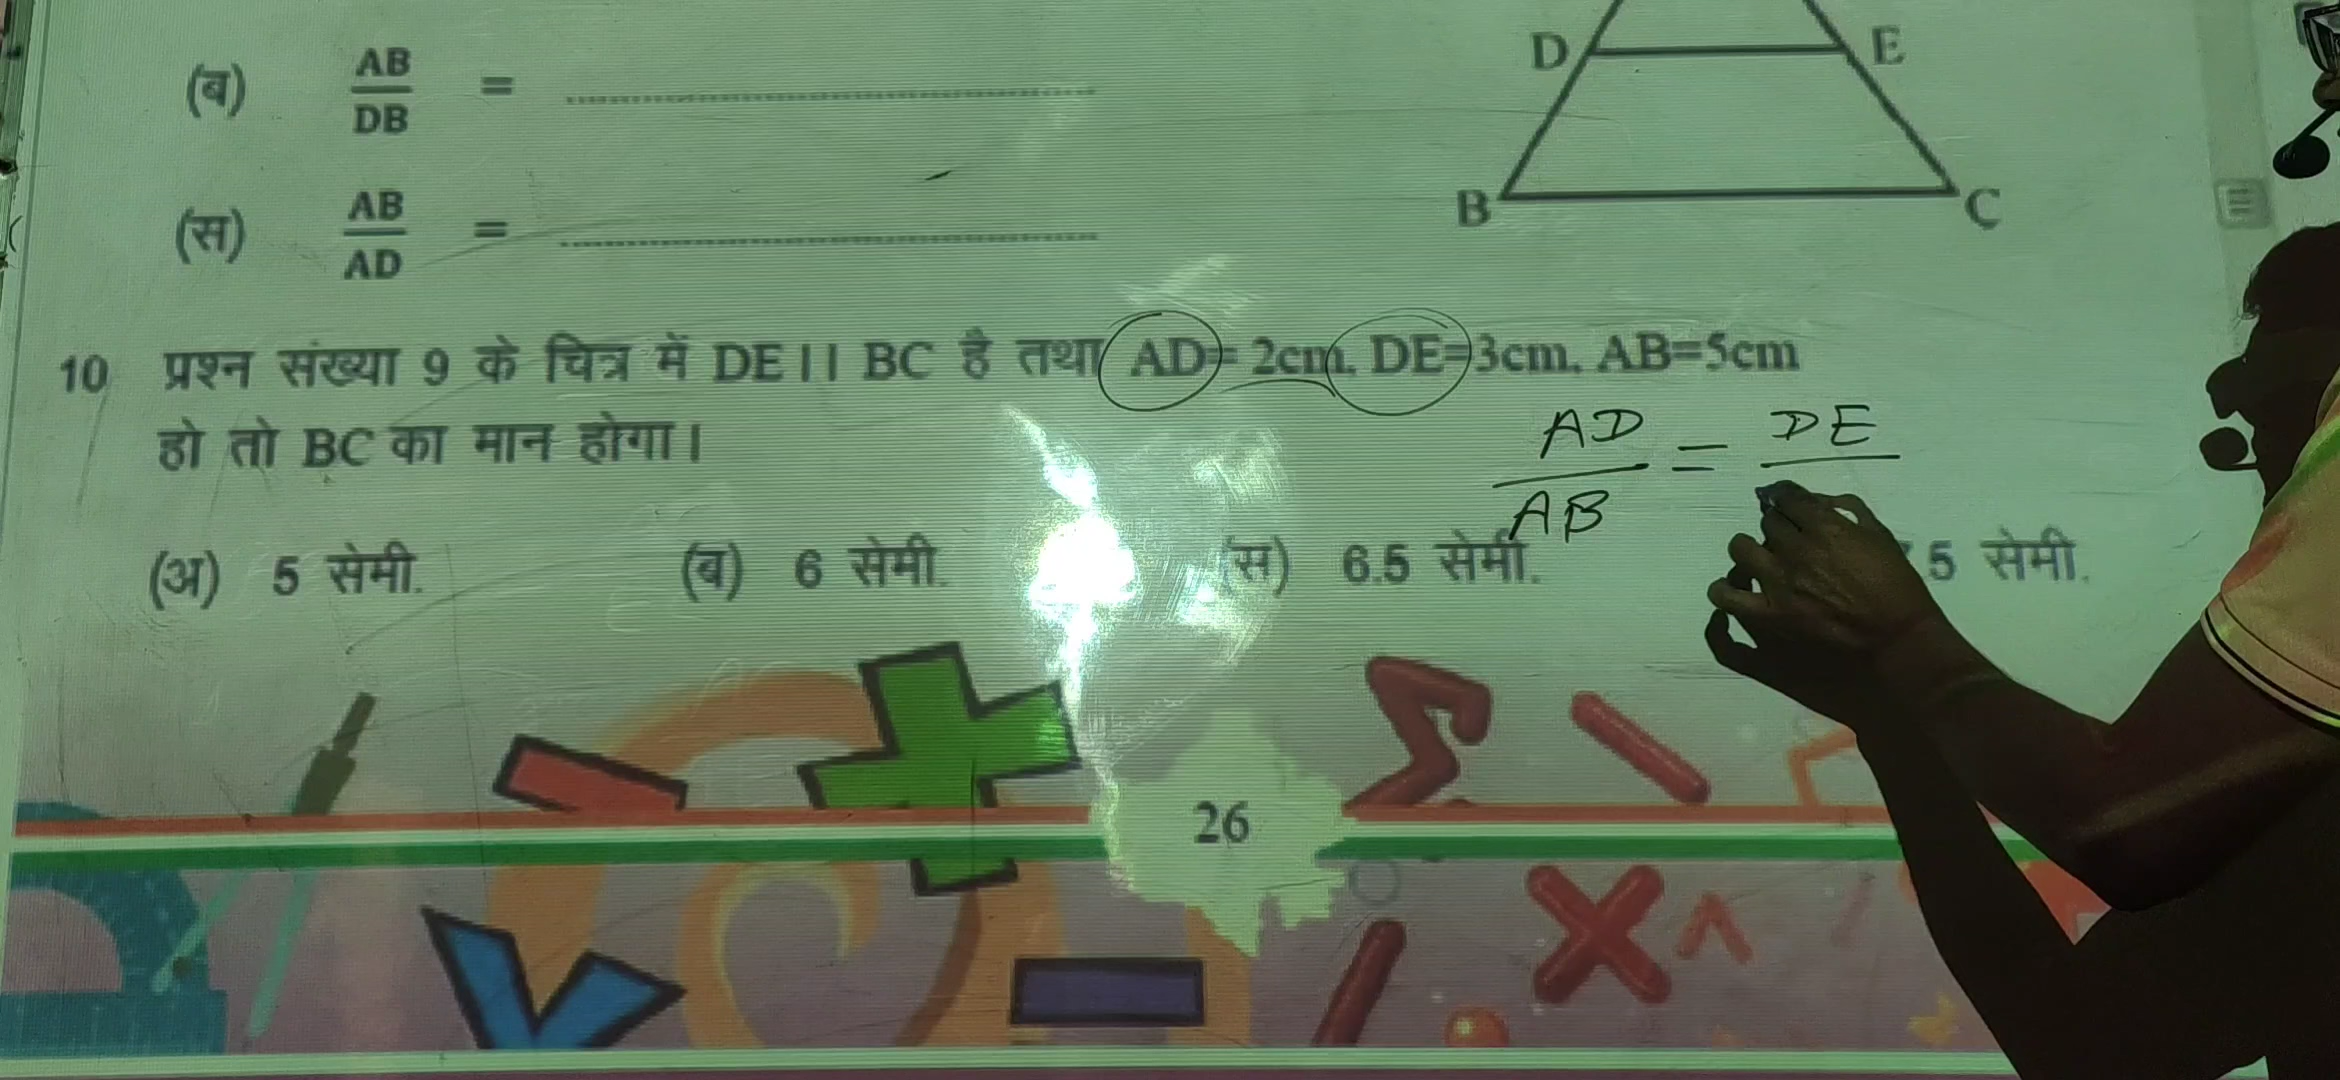 D E
(ब) AB/DB = ........................
B C
(स) AB/AD = ........................
10 प्रश्न संख्या 9 के चित्र में DE || BC है तथा AD= 2cm, DE=3cm, AB=5cm
हो तो BC का मान होगा।
AD/AB = DE
(अ) 5 सेमी. (ब) 6 सेमी. (स) 6.5 सेमी. 5 सेमी.
26